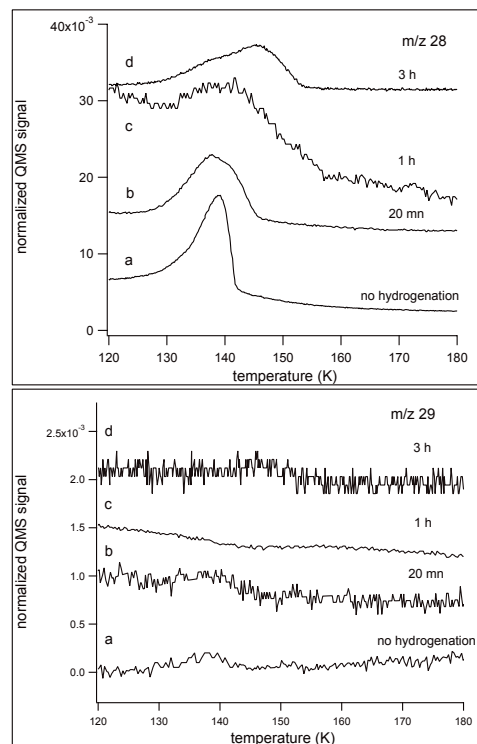 40x10⁻³
m/z 28
d
3 h
30
c
1 h
20
b
20 mn
10
a
no hydrogenation
0
120 130 140 150 160 170 180
temperature (K)
normalized QMS signal
m/z 29
2.5x10⁻³
d
3 h
2.0
c
1 h
1.5
b
20 mn
1.0
0.5
a
no hydrogenation
0.0
120 130 140 150 160 170 180
temperature (K)
normalized QMS signal